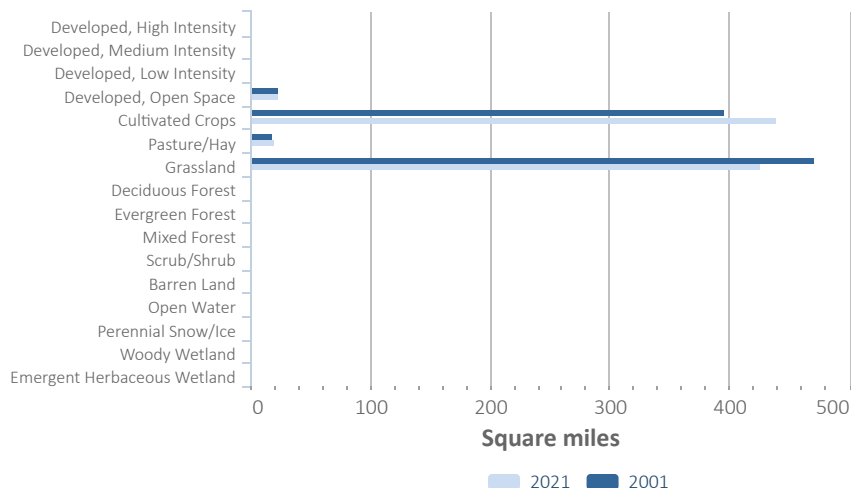 Developed, High Intensity
Developed, Medium Intensity
Developed, Low Intensity
Developed, Open Space
Cultivated Crops
Pasture/Hay
Grassland
Deciduous Forest
Evergreen Forest
Mixed Forest
Scrub/Shrub
Barren Land
Open Water
Perennial Snow/Ice
Woody Wetland
Emergent Herbaceous Wetland
0 100 200 300 400 500
Square miles
2021 2001